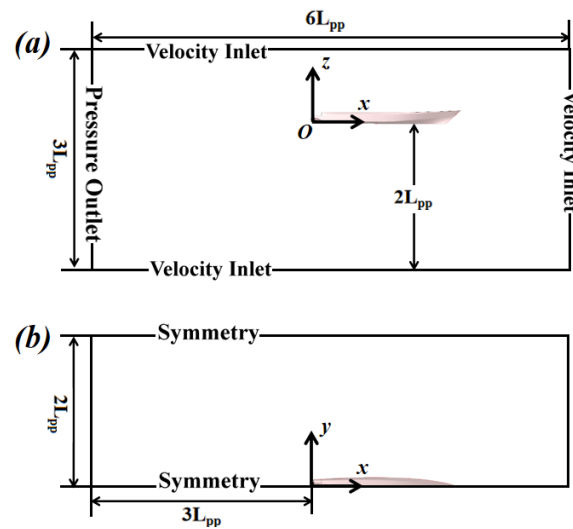 6Lpp
(a)
Velocity Inlet
z
Pressure Outlet
3Lpp
x
O
Velocity Inlet
2Lpp
Velocity Inlet
(b)
Symmetry
2Lpp
y
x
Symmetry
3Lpp